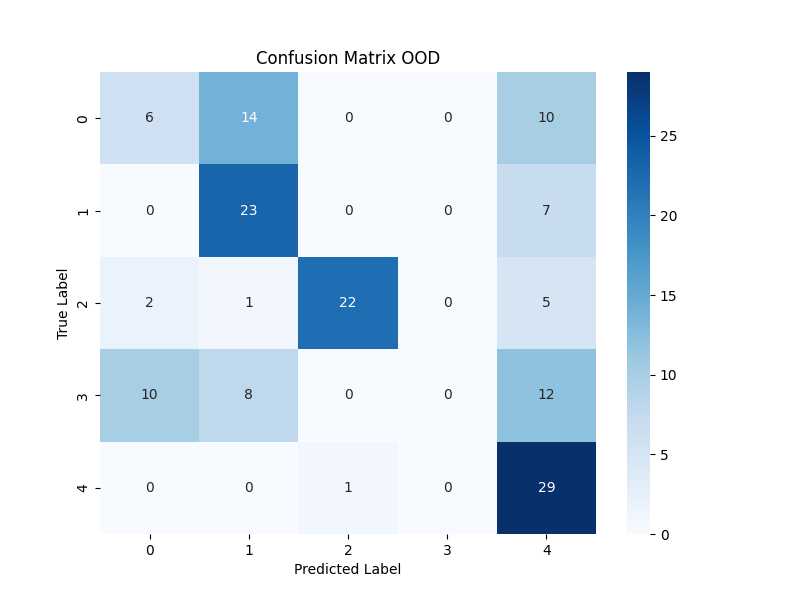 Confusion Matrix OOD
0 6 14 0 0 10
1 0 23 0 0 7
2 2 1 22 0 5
3 10 8 0 0 12
4 0 0 1 0 29
0 1 2 3 4
Predicted Label
True Label
25
20
15
10
5
0